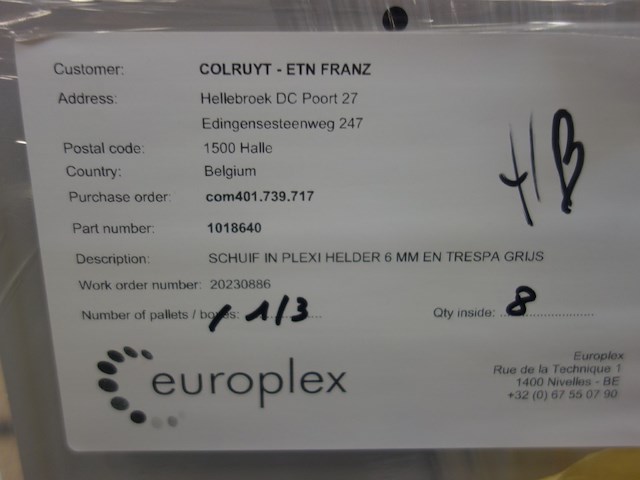 Customer: COLRUYT - ETN FRANZ
Address: Hellebroek DC Poort 27
Edingensesteenweg 247
Postal code: 1500 Halle
Country: Belgium
Purchase order: com401.739.717
HB
Part number: 1018640
Description: SCHUIF IN PLEXI HELDER 6 MM EN TRESPA GRIJS
Work order number: 20230886
Number of pallets / boxes: / 1/3
Qty inside: 8
europlex
Europlex
Rue de la Technique 1
1400 Nivelles - BE
+32 (0) 67 55 07 90